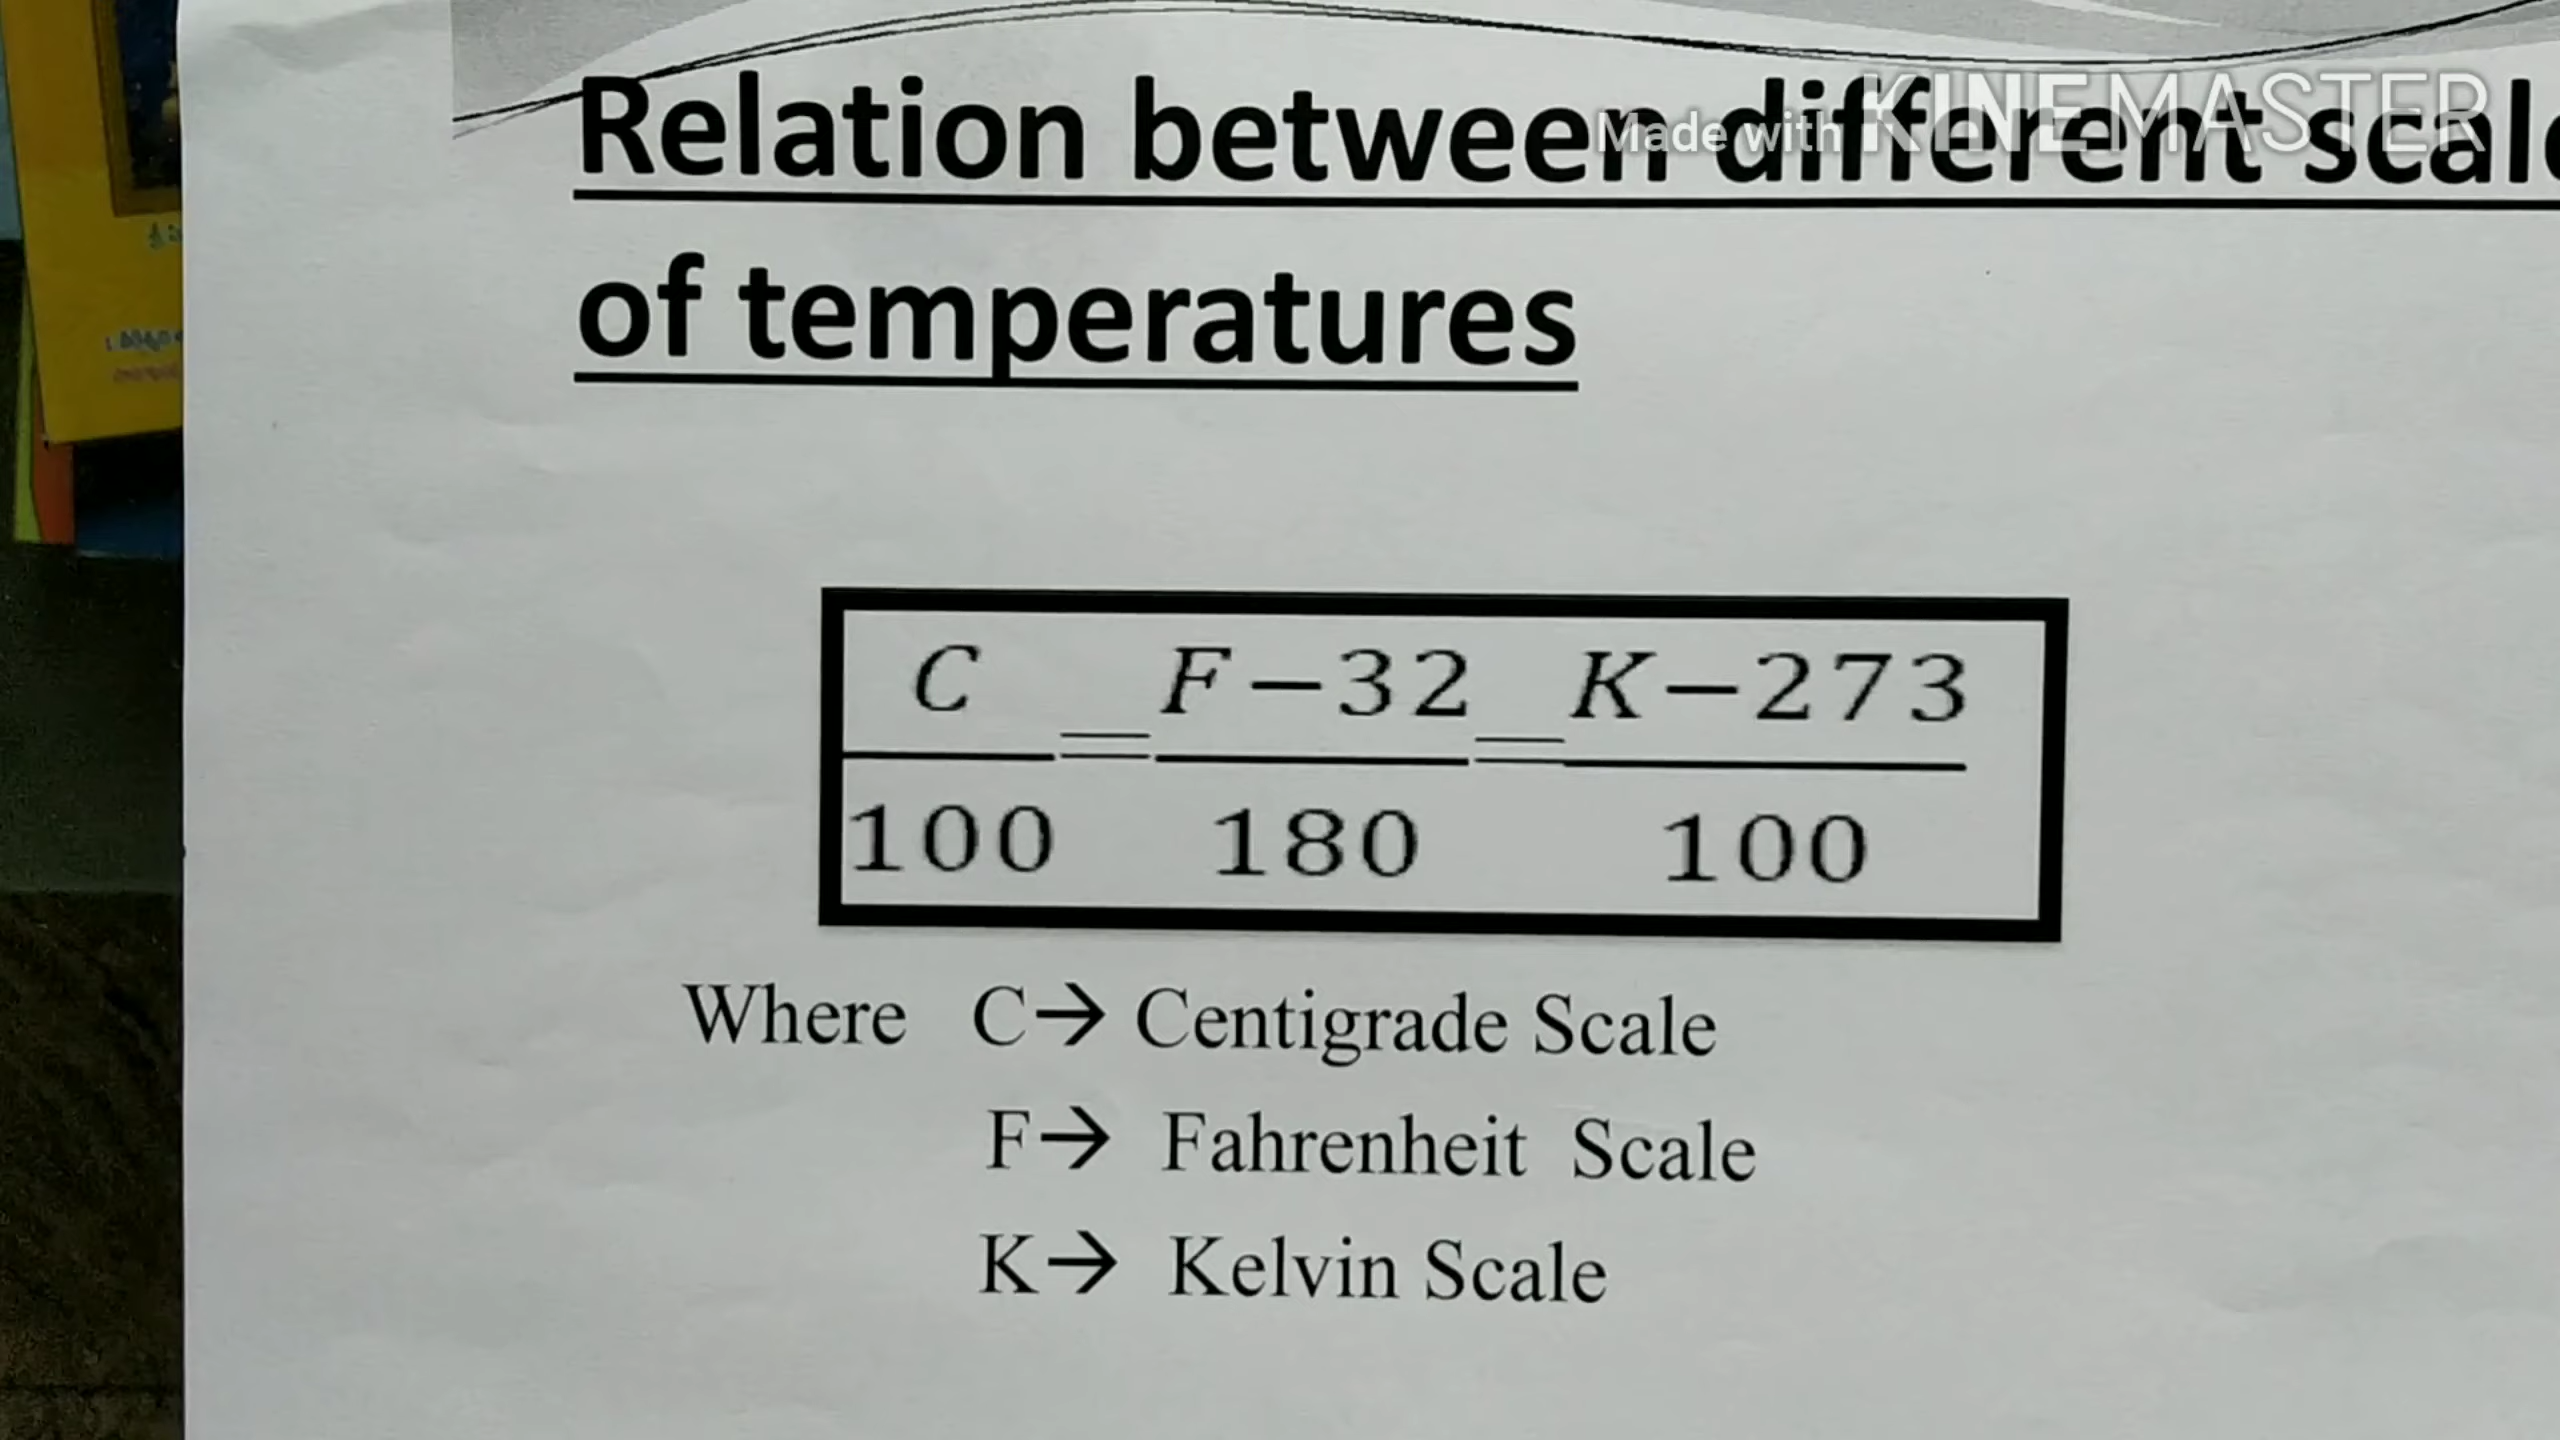 Made with KINEMASTER
Relation between different scal
of temperatures
C/100 = F−32/180 = K−273/100
Where C→ Centigrade Scale
F→ Fahrenheit Scale
K→ Kelvin Scale